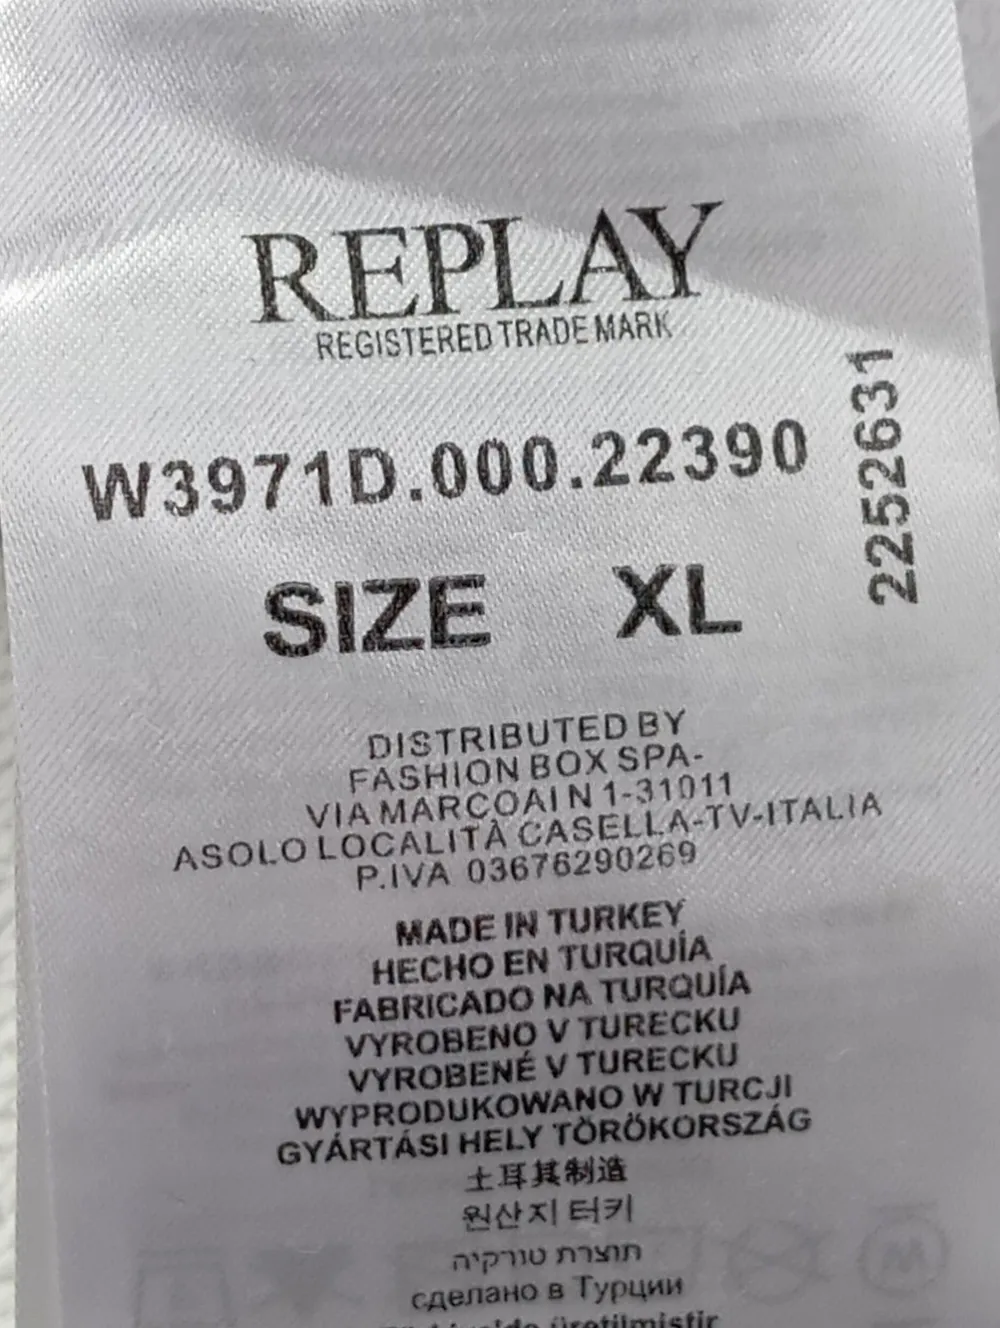 REPLAY
REGISTERED TRADE MARK
W3971D.000.22390
2252631
SIZE XL
DISTRIBUTED BY
FASHION BOX SPA-
VIA MARCOAI N 1-31011
ASOLO LOCALITÀ CASELLA-TV-ITALIA
P.IVA 03676290269
MADE IN TURKEY
HECHO EN TURQUÍA
FABRICADO NA TURQUÍA
VYROBENO V TURECKU
VYROBENÉ V TURECKU
WYPRODUKOWANO W TURCJI
GYÁRTÁSI HELY TÖRÖKORSZÁG
土耳其制造
원산지 터키
תוצרת טורקיה
сделано в Турции
üretilmiştir